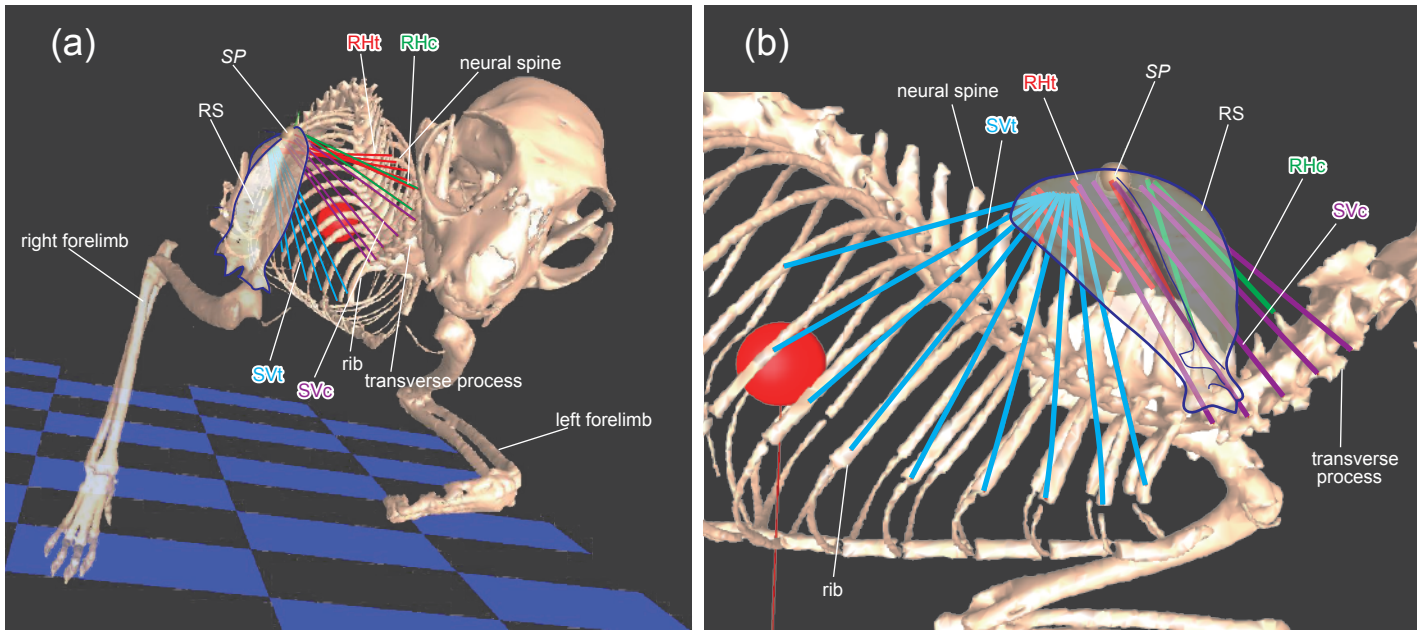 (a)
RHt
RHc
SP
neural spine
RS
right forelimb
SVt
SVc
rib
transverse process
left forelimb
(b)
SP
RHt
neural spine
SVt
RS
RHc
SVc
transverse
process
rib